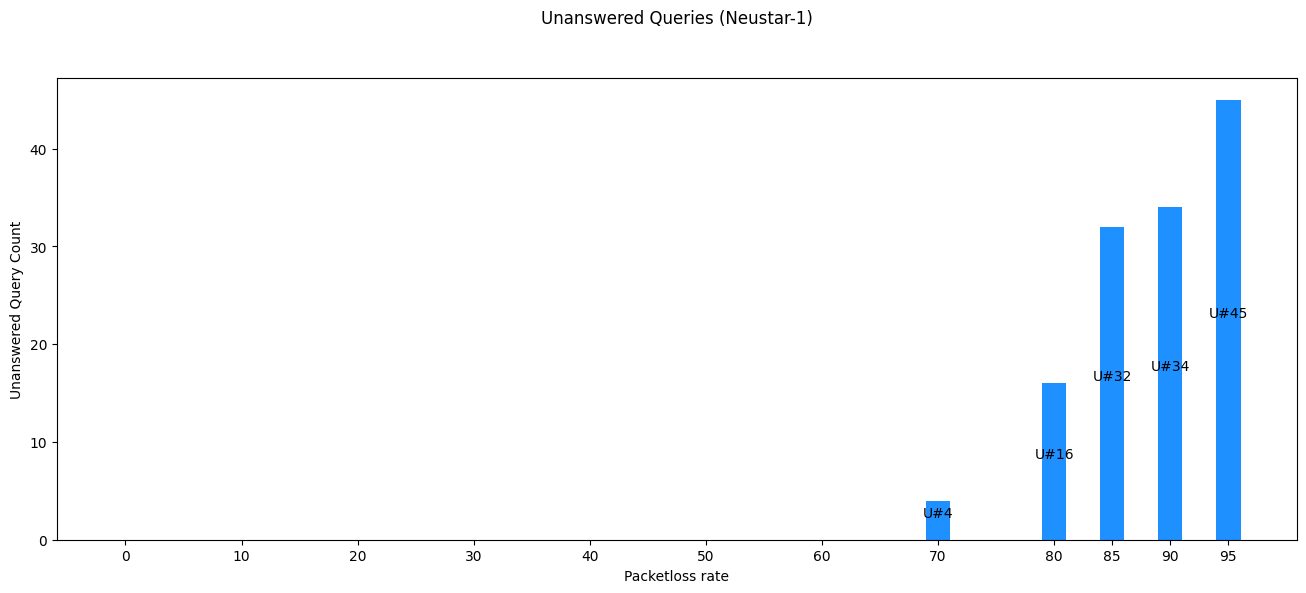 Unanswered Queries (Neustar-1)
Unanswered Query Count
40
30
20
10
0
U#4
U#16
U#32
U#34
U#45
0 10 20 30 40 50 60 70 80 85 90 95
Packetloss rate